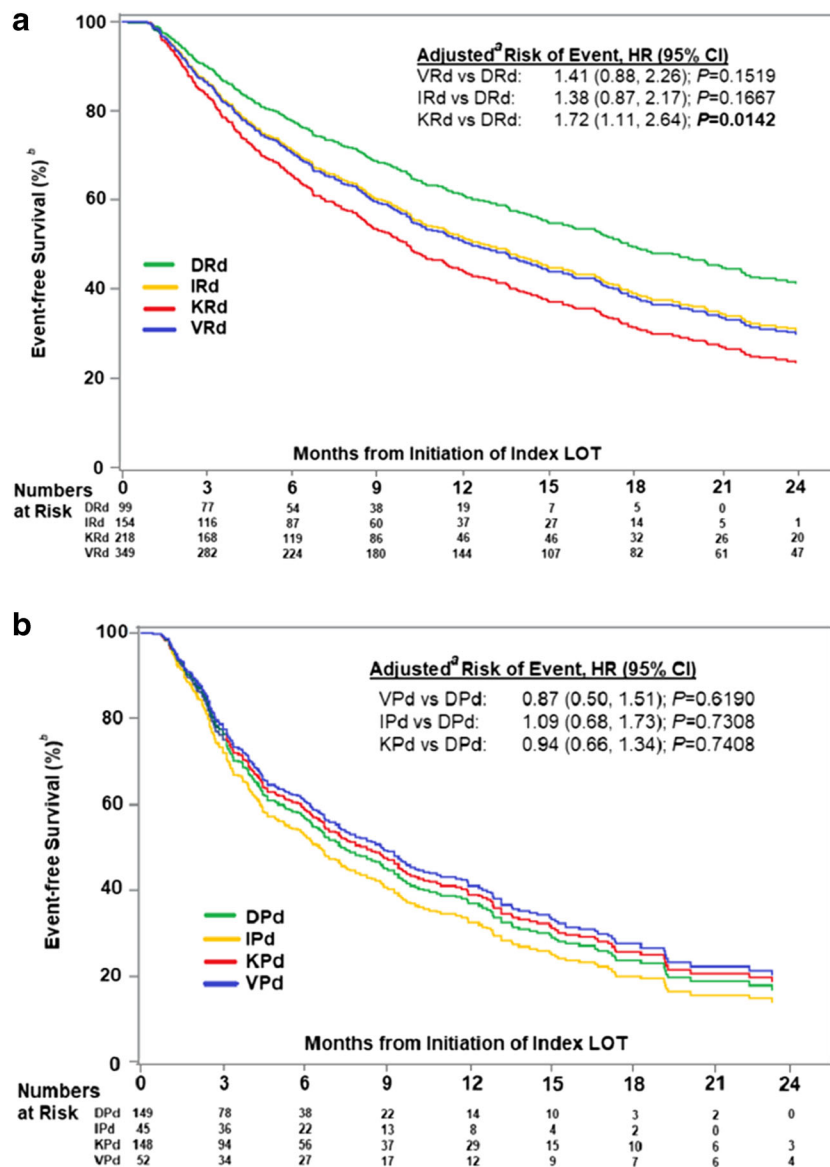 a
Adjusted^a Risk of Event, HR (95% CI)
VRd vs DRd: 1.41 (0.88, 2.26); P=0.1519
IRd vs DRd: 1.38 (0.87, 2.17); P=0.1667
KRd vs DRd: 1.72 (1.11, 2.64); P=0.0142
Event-free Survival (%)^b
100
80
60
40
20
0
DRd
IRd
KRd
VRd
Months from Initiation of Index LOT
0 3 6 9 12 15 18 21 24
Numbers at Risk
DRd 99 77 54 38 19 7 5 0
IRd 154 116 87 60 37 27 14 5 1
KRd 218 168 119 86 46 46 32 26 20
VRd 349 282 224 180 144 107 82 61 47
b
Adjusted^a Risk of Event, HR (95% CI)
VPd vs DPd: 0.87 (0.50, 1.51); P=0.6190
IPd vs DPd: 1.09 (0.68, 1.73); P=0.7308
KPd vs DPd: 0.94 (0.66, 1.34); P=0.7408
Event-free Survival (%)^b
100
80
60
40
20
0
DPd
IPd
KPd
VPd
Months from Initiation of Index LOT
0 3 6 9 12 15 18 21 24
Numbers at Risk
DPd 149 78 38 22 14 10 3 2 0
IPd 45 36 22 13 8 4 2 0
KPd 148 94 56 37 29 15 10 6 3
VPd 52 34 27 17 12 9 7 6 4